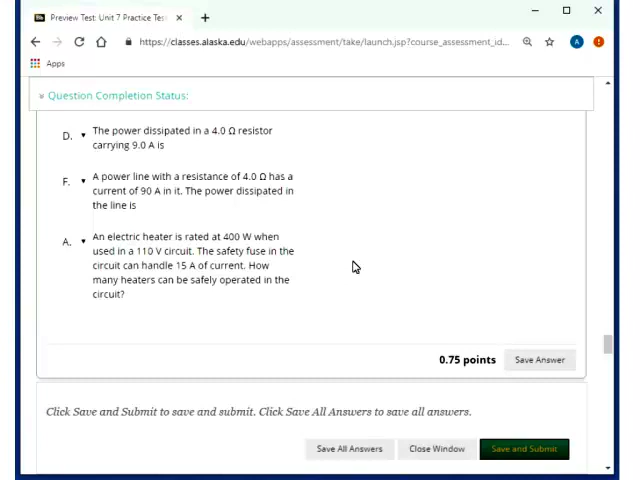 Preview Test: Unit 7 Practice Tes
https://classes.alaska.edu/webapps/assessment/take/launch.jsp?course_assessment_id...
A
Apps
Question Completion Status:
D.
The power dissipated in a 4.0 Ω resistor
carrying 9.0 A is
F.
A power line with a resistance of 4.0 Ω has a
current of 90 A in it. The power dissipated in
the line is
A.
An electric heater is rated at 400 W when
used in a 110 V circuit. The safety fuse in the
circuit can handle 15 A of current. How
many heaters can be safely operated in the
circuit?
0.75 points
Save Answer
Click Save and Submit to save and submit. Click Save All Answers to save all answers.
Save All Answers
Close Window
Save and Submit